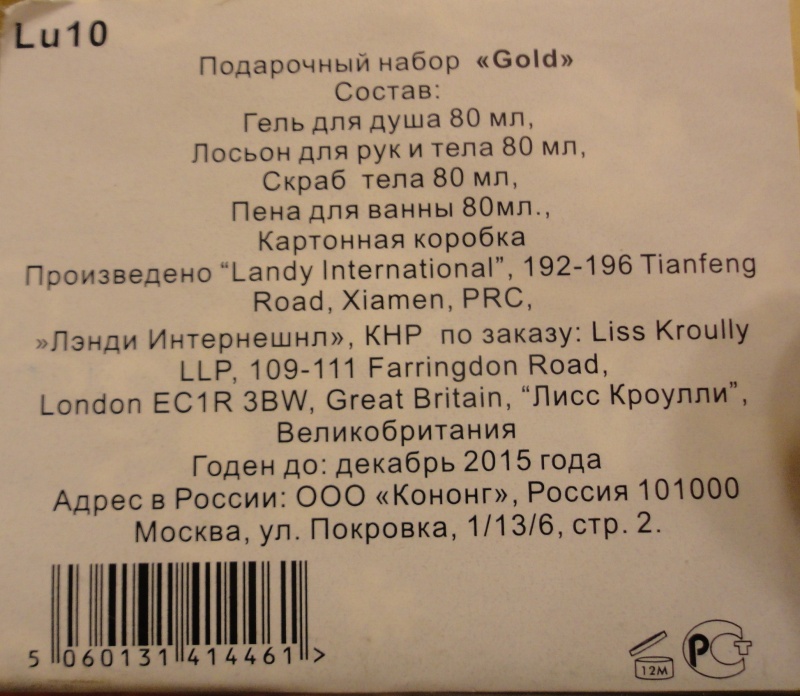 Lu10
Подарочный набор «Gold»
Состав:
Гель для душа 80 мл,
Лосьон для рук и тела 80 мл,
Скраб тела 80 мл,
Пена для ванны 80мл.,
Картонная коробка
Произведено “Landy International”, 192-196 Tianfeng
Road, Xiamen, PRC,
»Лэнди Интернешнл», КНР по заказу: Liss Kroully
LLP, 109-111 Farringdon Road,
London EC1R 3BW, Great Britain, “Лисс Кроулли”,
Великобритания
Годен до: декабрь 2015 года
Адрес в России: ООО «Кононг», Россия 101000
Москва, ул. Покровка, 1/13/6, стр. 2.
5 060131 414461 >
12M
РСТ